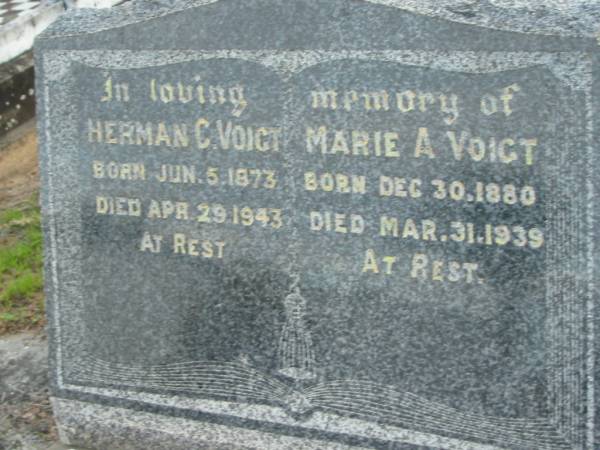 In loving memory of
HERMAN C. VOIGT
BORN JUN. 5. 1873
DIED APR. 29. 1943
AT REST
MARIE A VOIGT
BORN DEC 30. 1880
DIED MAR. 31. 1939
AT REST.